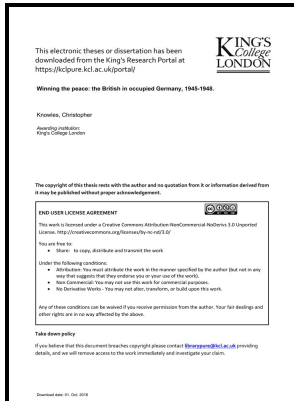 This electronic theses or dissertation has been
downloaded from the King's Research Portal at
https://kclpure.kcl.ac.uk/portal/
KING'S
College
LONDON
Winning the peace: the British in occupied Germany, 1945-1948.
Knowles, Christopher
Awarding institution:
King's College London
The copyright of this thesis rests with the author and no quotation from it or information derived from
it may be published without proper acknowledgement.
END USER LICENSE AGREEMENT
This work is licensed under a Creative Commons Attribution-NonCommercial-NoDerivs 3.0 Unported
License. http://creativecommons.org/licenses/by-nc-nd/3.0/
You are free to:
• Share: to copy, distribute and transmit the work
Under the following conditions:
• Attribution: You must attribute the work in the manner specified by the author (but not in any
way that suggests that they endorse you or your use of the work).
• Non Commercial: You may not use this work for commercial purposes.
• No Derivative Works - You may not alter, transform, or build upon this work.
Any of these conditions can be waived if you receive permission from the author. Your fair dealings and
other rights are in no way affected by the above.
Take down policy
If you believe that this document breaches copyright please contact librarypure@kcl.ac.uk providing
details, and we will remove access to the work immediately and investigate your claim.
Download date: 01. Oct. 2018